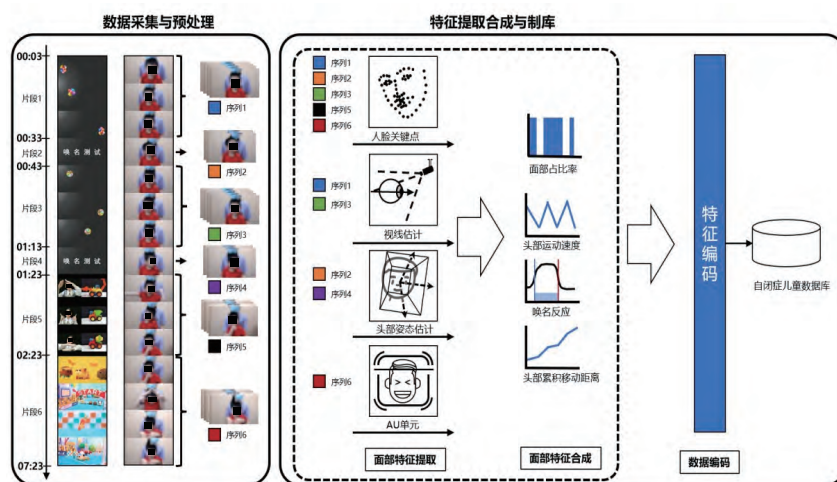 数据采集与预处理
00:03
片段1
00:33
片段2
00:43
片段3
01:13
片段4
01:23
片段5
02:23
片段6
07:23
唤 名 测 试
唤 名 测 试
序列1
序列2
序列3
序列4
序列5
序列6
特征提取合成与制库
序列1
序列2
序列3
序列5
序列6
人脸关键点
序列1
序列3
视线估计
序列2
序列4
头部姿态估计
序列6
AU单元
面部特征提取
面部占比率
头部运动速度
唤名反应
头部累积移动距离
面部特征合成
特征编码
数据编码
自闭症儿童数据库